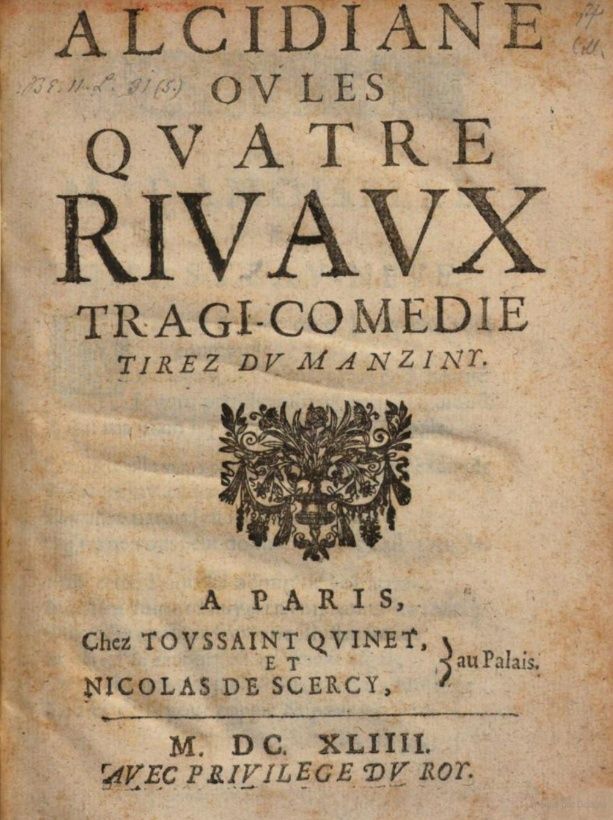 ALCIDIANE
OV LES
QVATRE
RIVAVX
TRAGI-COMEDIE
TIREZ DV MANZINY.
A PARIS,
Chez TOVSSAINT QVINET,
ET
NICOLAS DE SCERCY,
au Palais.
M. DC. XLIIII.
AVEC PRIVILEGE DV ROY.